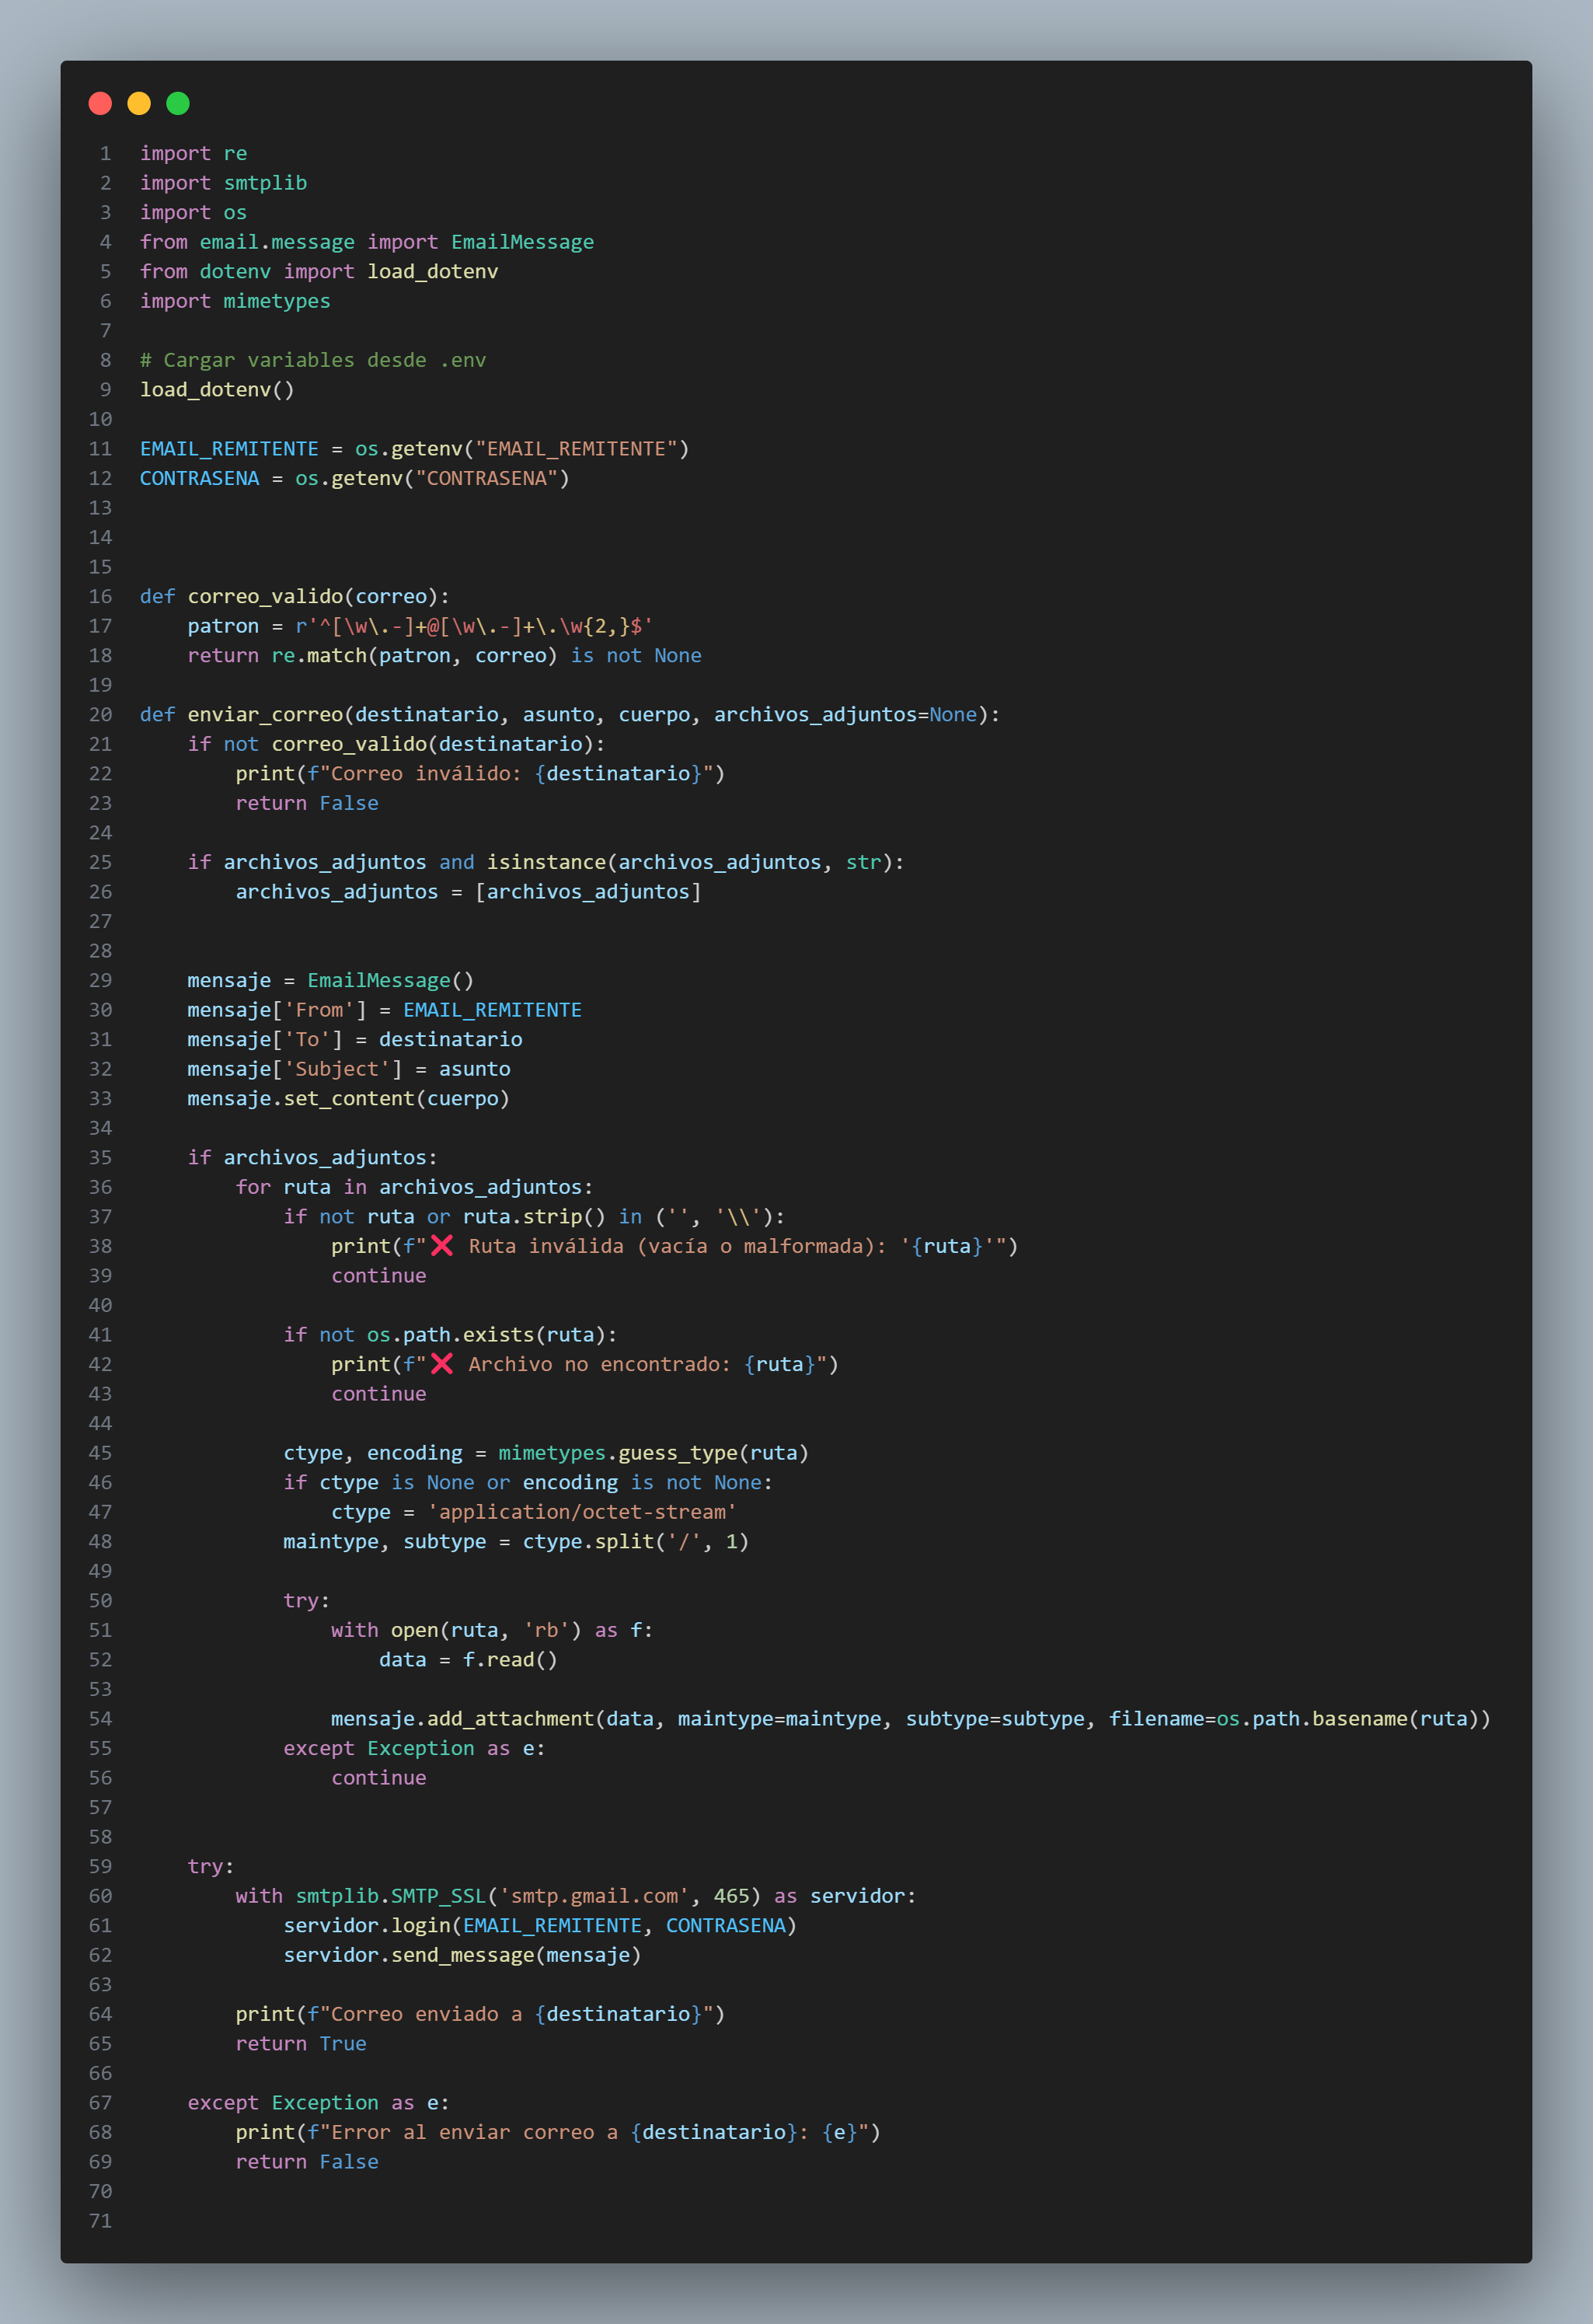 1 import re
2 import smtplib
3 import os
4 from email.message import EmailMessage
5 from dotenv import load_dotenv
6 import mimetypes
7
8 # Cargar variables desde .env
9 load_dotenv()
10
11 EMAIL_REMITENTE = os.getenv("EMAIL_REMITENTE")
12 CONTRASENA = os.getenv("CONTRASENA")
13
14
15
16 def correo_valido(correo):
17     patron = r'^[\w\.-]+@[\w\.-]+\.\w{2,}$'
18     return re.match(patron, correo) is not None
19
20 def enviar_correo(destinatario, asunto, cuerpo, archivos_adjuntos=None):
21     if not correo_valido(destinatario):
22         print(f"Correo inválido: {destinatario}")
23         return False
24
25     if archivos_adjuntos and isinstance(archivos_adjuntos, str):
26         archivos_adjuntos = [archivos_adjuntos]
27
28
29     mensaje = EmailMessage()
30     mensaje['From'] = EMAIL_REMITENTE
31     mensaje['To'] = destinatario
32     mensaje['Subject'] = asunto
33     mensaje.set_content(cuerpo)
34
35     if archivos_adjuntos:
36         for ruta in archivos_adjuntos:
37             if not ruta or ruta.strip() in ('', '\\'):
38                 print(f"❌ Ruta inválida (vacía o malformada): '{ruta}'")
39                 continue
40
41             if not os.path.exists(ruta):
42                 print(f"❌ Archivo no encontrado: {ruta}")
43                 continue
44
45             ctype, encoding = mimetypes.guess_type(ruta)
46             if ctype is None or encoding is not None:
47                 ctype = 'application/octet-stream'
48             maintype, subtype = ctype.split('/', 1)
49
50             try:
51                 with open(ruta, 'rb') as f:
52                     data = f.read()
53
54                 mensaje.add_attachment(data, maintype=maintype, subtype=subtype, filename=os.path.basename(ruta))
55             except Exception as e:
56                 continue
57
58
59     try:
60         with smtplib.SMTP_SSL('smtp.gmail.com', 465) as servidor:
61             servidor.login(EMAIL_REMITENTE, CONTRASENA)
62             servidor.send_message(mensaje)
63
64         print(f"Correo enviado a {destinatario}")
65         return True
66
67     except Exception as e:
68         print(f"Error al enviar correo a {destinatario}: {e}")
69         return False
70
71